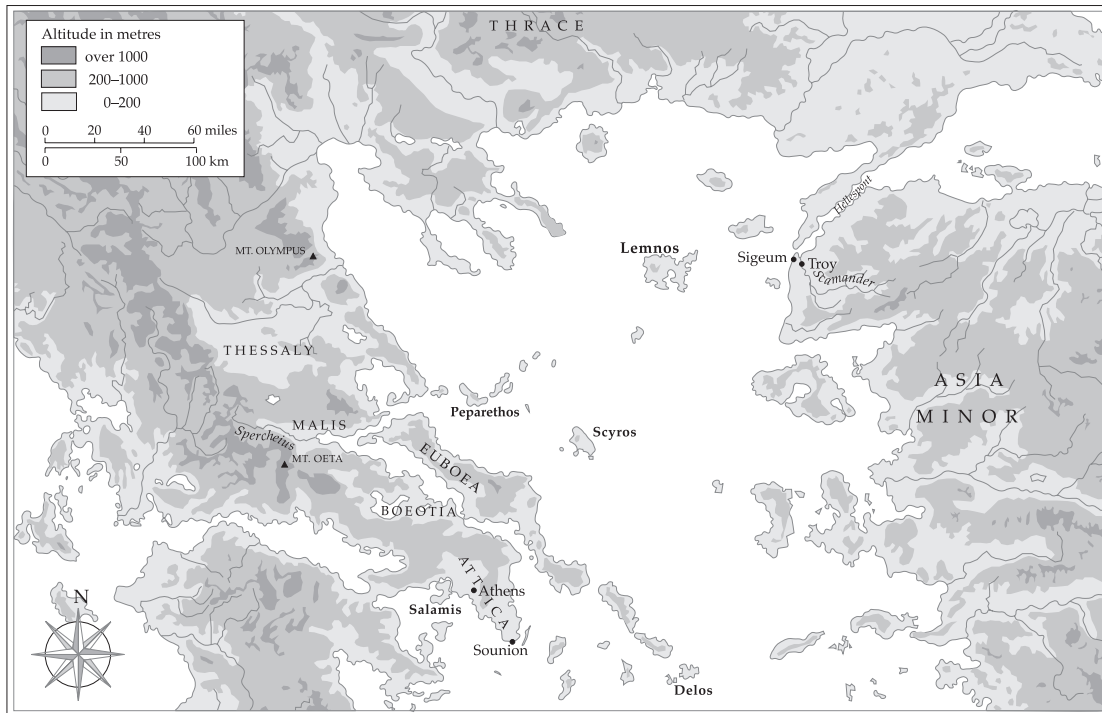 Altitude in metres
over 1000
200–1000
0–200
0 20 40 60 miles
0 50 100 km
THRACE
Hellespont
MT. OLYMPUS
Lemnos
Sigeum
Troy
Scamander
THESSALY
ASIA
MINOR
Peparethos
MALIS
Scyros
Spercheius
MT. OETA
EUBOEA
BOEOTIA
ATTICA
Athens
Salamis
N
Sounion
Delos